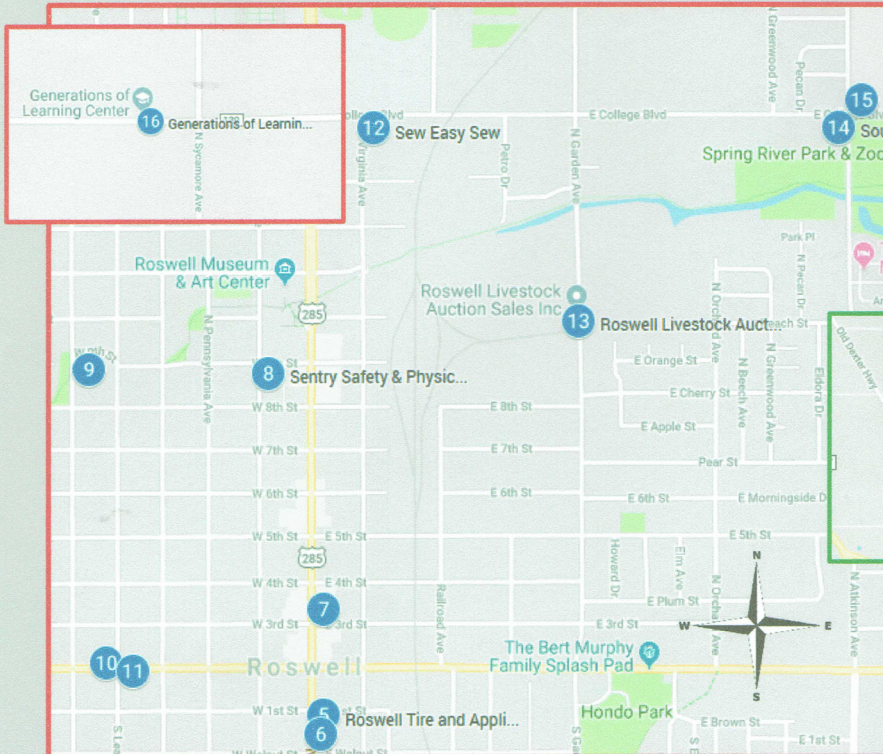 N Greenwood Ave
Pecan Dr
Generations of
Learning Center
16
Generations of Learnin...
N Sycamore Ave
12
Sew Easy Sew
Virginia Ave
Petro Dr
E College Blvd
N Garden Ave
15
14
Spring River Park & Zoo
Park Pl
N Pecan Dr
Roswell Museum
& Art Center
285
Roswell Livestock
Auction Sales Inc
13
Roswell Livestock Auct...
N Orchard Ave
Old Dexter Hwy
9
N Pennsylvania Ave
8
Sentry Safety & Physic...
E Orange St
N Beech Ave
N Greenwood Ave
Eldora Dr
E Cherry St
W 8th St
E 8th St
E Apple St
W 7th St
E 7th St
Pear St
W 6th St
E 6th St
E 6th St
E Morningside D
W 5th St
E 5th St
E 5th St
285
Howard Dr
Elm Ave
N
W 4th St
E 4th St
Railroad Ave
E Plum St
N Atkinson Ave
7
W 3rd St
3rd St
E 3rd St
W
E
The Bert Murphy
Family Splash Pad
10
11
Roswell
S
W 1st St
5
Roswell Tire and Appli...
6
Hondo Park
E Brown St
E 1st St